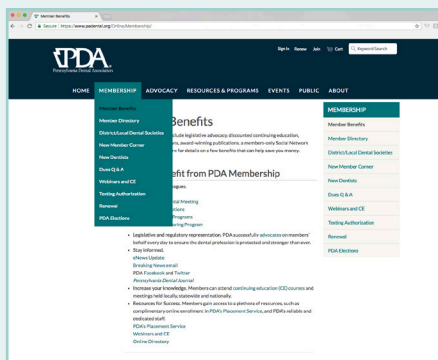 Member Benefits
Secure https://www.padental.org/Online/Membership/
Sign In Renew Join Cart Keyword Search
PDA
Pennsylvania Dental Association
HOME MEMBERSHIP ADVOCACY RESOURCES & PROGRAMS EVENTS PUBLIC ABOUT
Member Benefits
Member Directory
District/Local Dental Societies
New Member Corner
New Dentists
Dues Q & A
Webinars and CE
Texting Authorization
Renewal
PDA Elections
Benefits
clude legislative advocacy, discounted continuing education,
ns, award-winning publications, a members-only Social Network
re for details on a few benefits that can help save you money.
efit from PDA Membership
leagues.
ntal Meeting
tions
Programs
ring Program
• Legislative and regulatory representation. PDA successfully advocates on members'
behalf every day to ensure the dental profession is protected and stronger than ever.
• Stay informed.
eNews Update
Breaking News email
PDA Facebook and Twitter
Pennsylvania Dental Journal
• Increase your knowledge. Members can attend continuing education (CE) courses and
meetings held locally, statewide and nationally.
• Resources for Success. Members gain access to a plethora of resources, such as
complimentary online enrollment in PDA's Placement Service, and PDA's reliable and
dedicated staff.
PDA's Placement Service
Webinars and CE
Online Directory
MEMBERSHIP
Member Benefits
Member Directory
District/Local Dental Societies
New Member Corner
New Dentists
Dues Q & A
Webinars and CE
Texting Authorization
Renewal
PDA Elections